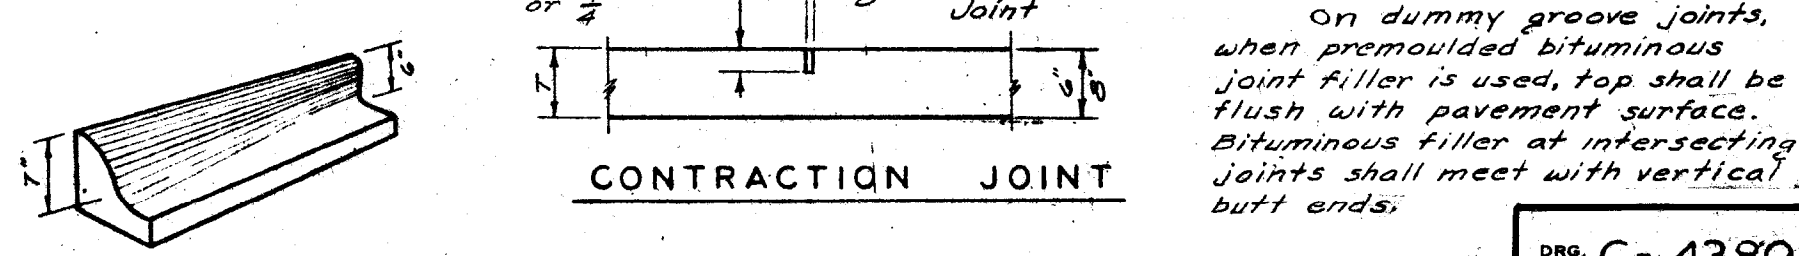 or 1/4
Joint
6"
7"
T
6"
8"
CONTRACTION JOINT
On dummy groove joints,
when premoulded bituminous
joint filler is used, top shall be
flush with pavement surface.
Bituminous filler at intersecting
joints shall meet with vertical
butt ends.
DRG.